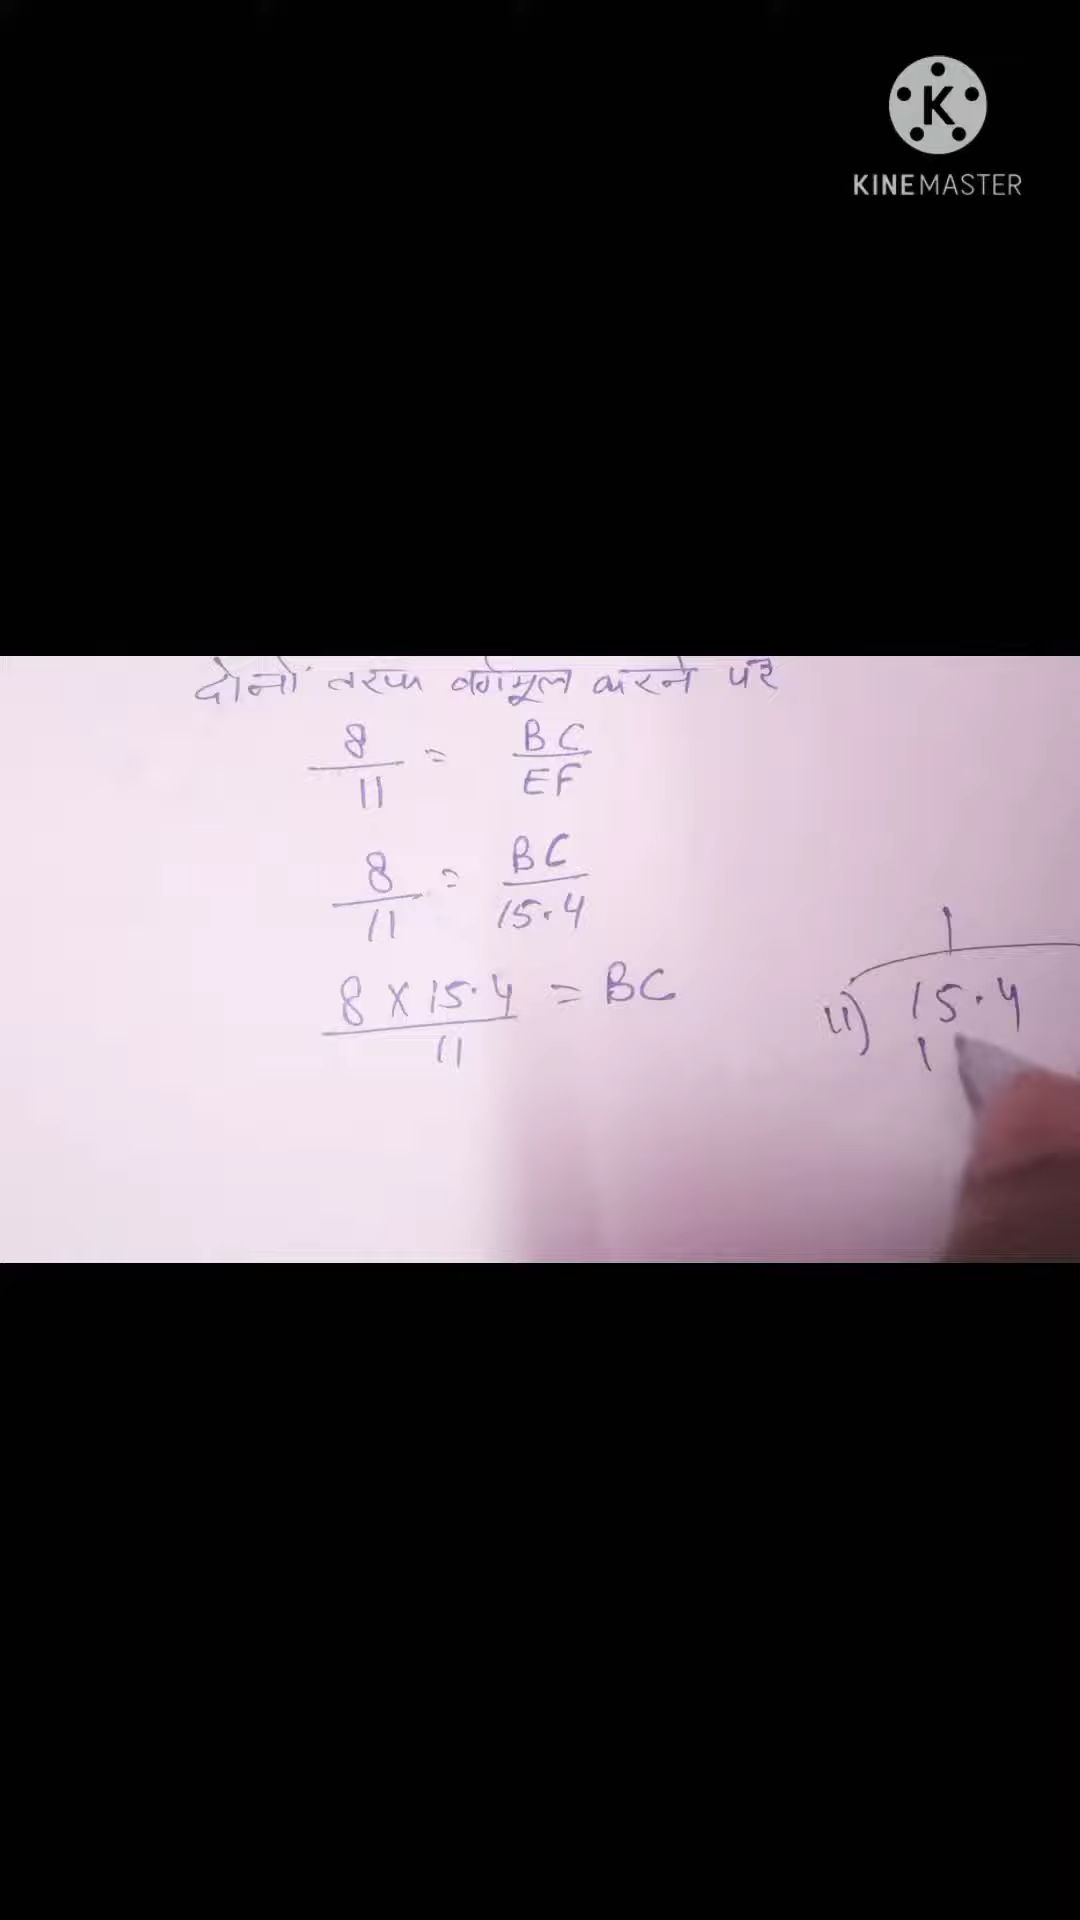 K
KINEMASTER
दोनों तरफ वर्गमूल करने पर
8/11 = BC/EF
8/11 = BC/15.4
8 X 15.4/11 = BC
1
11) 15.4
1